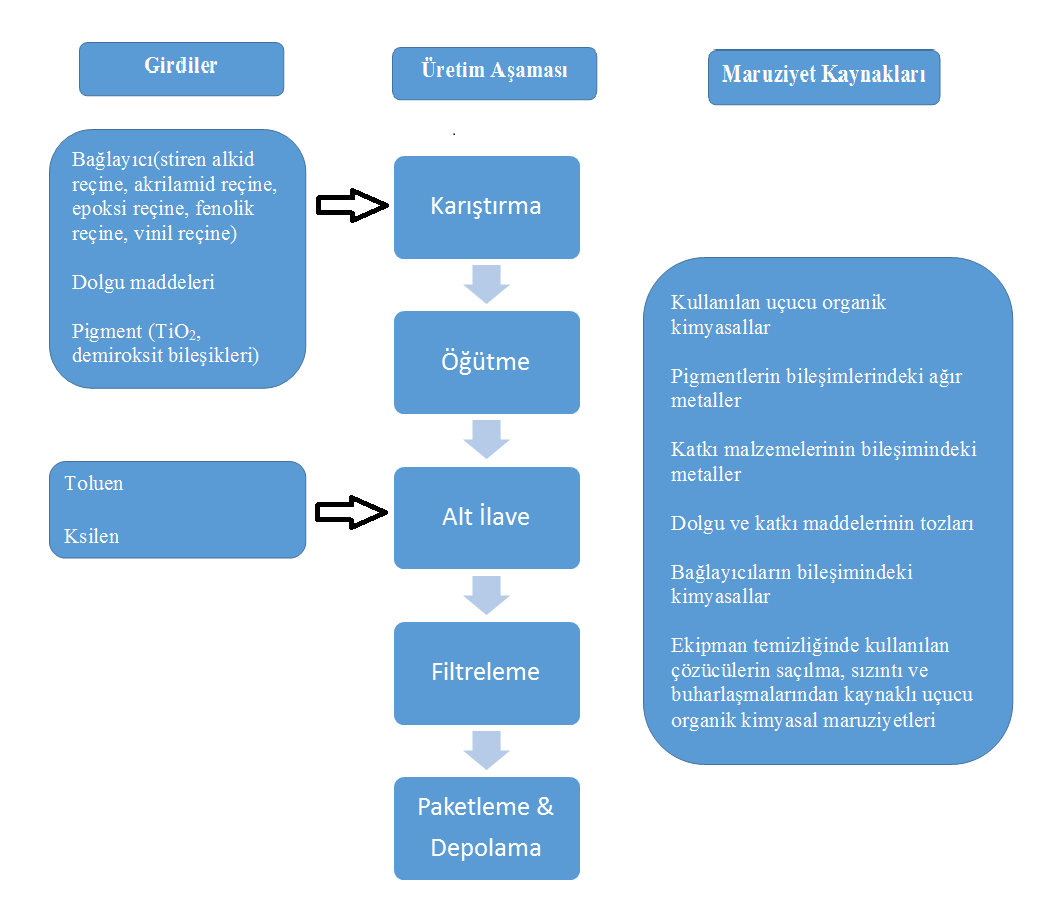 Girdiler
Üretim Aşaması
Maruziyet Kaynakları
Bağlayıcı(stiren alkid
reçine, akrilamid reçine,
epoksi reçine, fenolik
reçine, vinil reçine)
Dolgu maddeleri
Pigment (TiO₂,
demiroksit bileşikleri)
Toluen
Ksilen
Karıştırma
Öğütme
Alt İlave
Filtreleme
Paketleme &
Depolama
Kullanılan uçucu organik
kimyasallar
Pigmentlerin bileşimlerindeki ağır
metaller
Katkı malzemelerinin bileşimindeki
metaller
Dolgu ve katkı maddelerinin tozları
Bağlayıcıların bileşimindeki
kimyasallar
Ekipman temizliğinde kullanılan
çözücülerin saçılma, sızıntı ve
buharlaşmalarından kaynaklı uçucu
organik kimyasal maruziyetleri